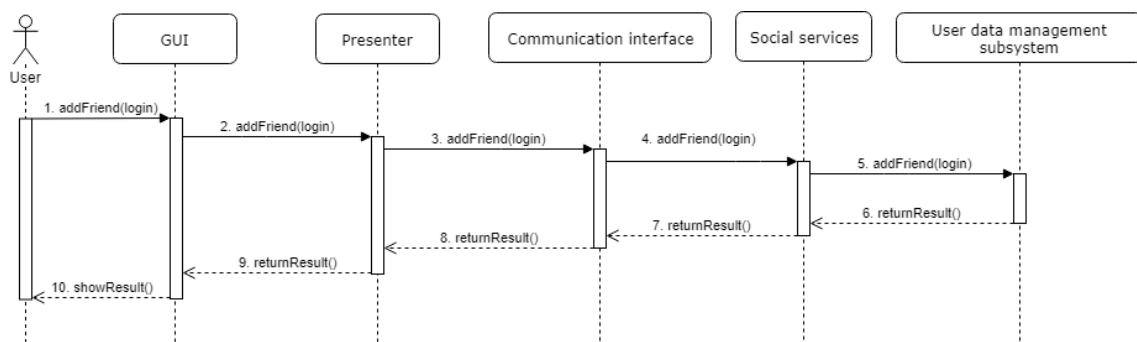 GUI
Presenter
Communication interface
Social services
User data management
subsystem
User
1. addFriend(login)
2. addFriend(login)
3. addFriend(login)
4. addFriend(login)
5. addFriend(login)
6. returnResult()
7. returnResult()
8. returnResult()
9. returnResult()
10. showResult()